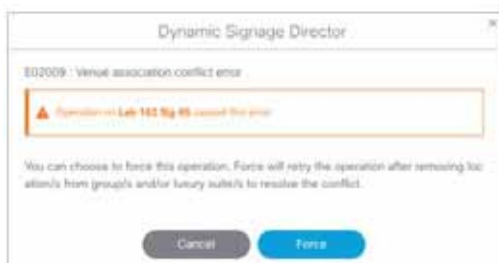 Dynamic Signage Director
E02009 : Venue association conflict error
Operation on Lab 143 Sig 45 caused this error
You can choose to force this operation. Force will retry the operation after removing loc
ation/s from group/s and/or luxury suite/s to resolve the conflict.
Cancel
Force